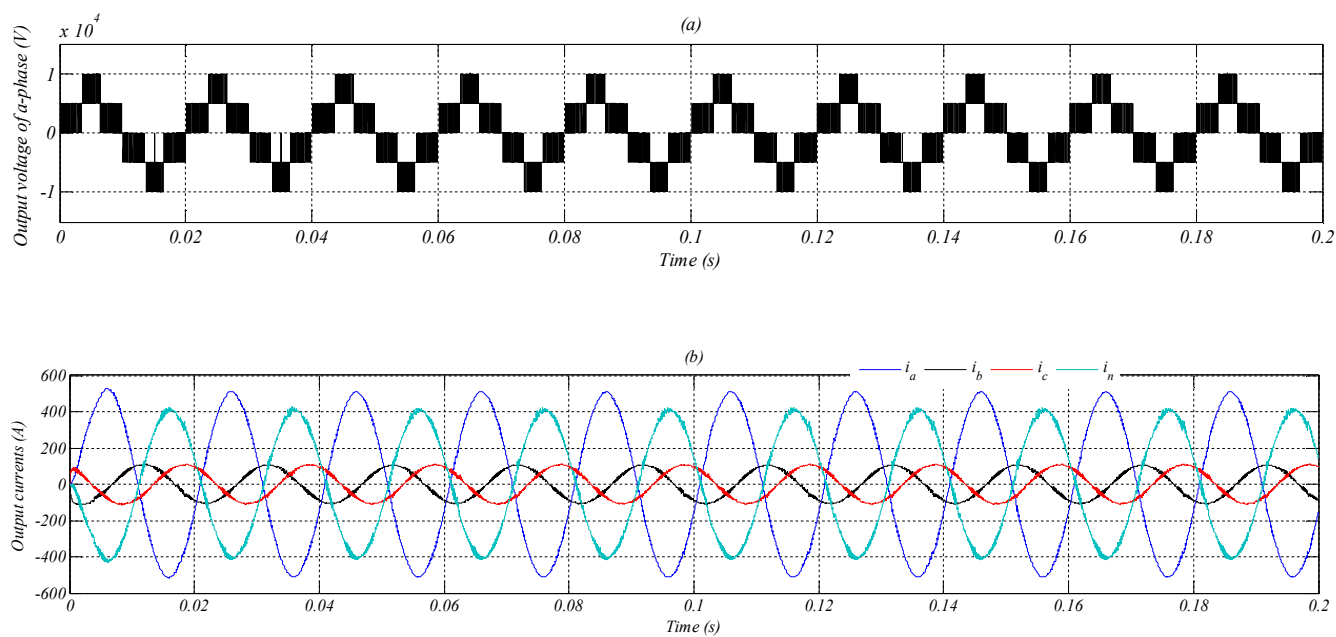 (a)
x 10^4
Output voltage of a-phase (V)
1
0
-1
0 0.02 0.04 0.06 0.08 0.1 0.12 0.14 0.16 0.18 0.2
Time (s)
(b)
i_a i_b i_c i_n
Output currents (A)
600
400
200
0
-200
-400
-600
0 0.02 0.04 0.06 0.08 0.1 0.12 0.14 0.16 0.18 0.2
Time (s)